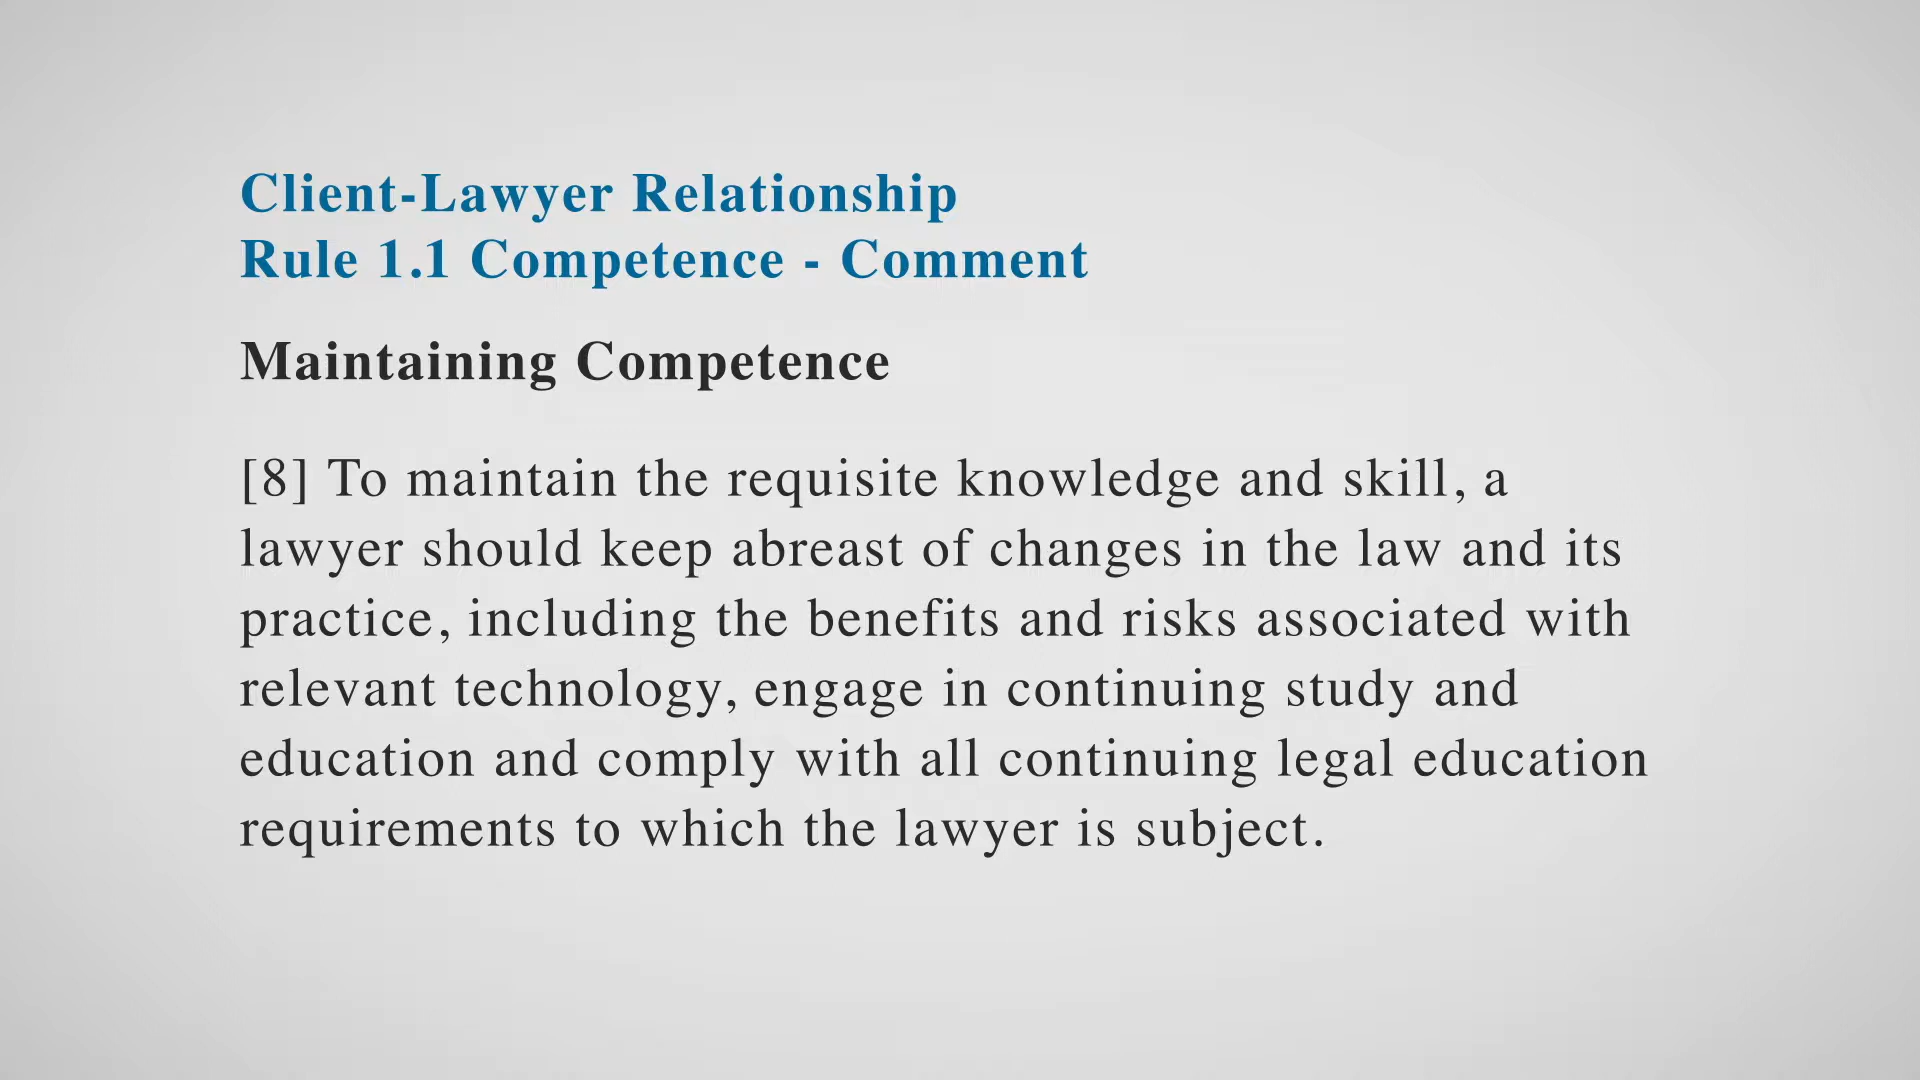 Client-Lawyer Relationship
Rule 1.1 Competence - Comment
Maintaining Competence
[8] To maintain the requisite knowledge and skill, a
lawyer should keep abreast of changes in the law and its
practice, including the benefits and risks associated with
relevant technology, engage in continuing study and
education and comply with all continuing legal education
requirements to which the lawyer is subject.